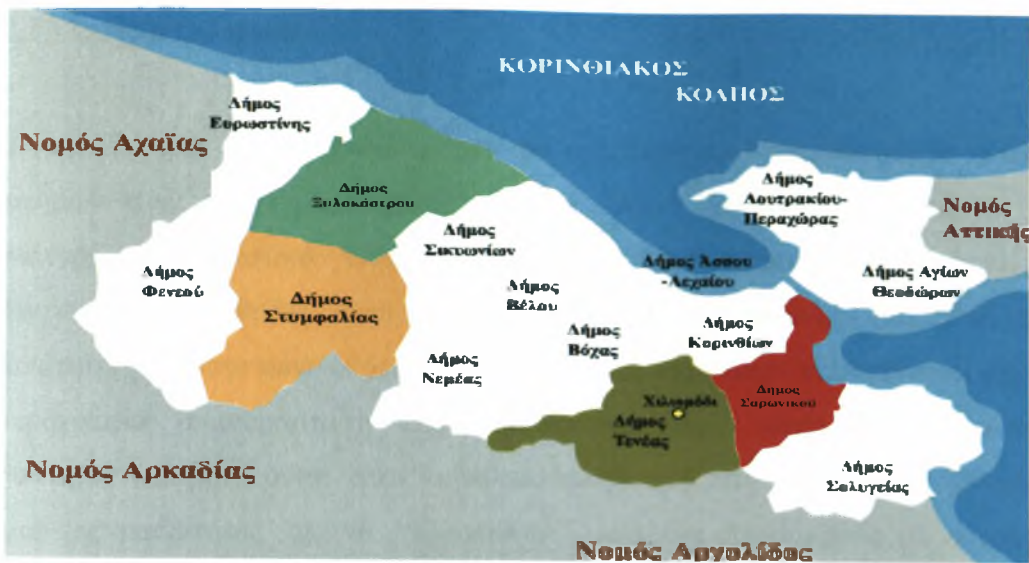 ΚΟΡΙΝΘΙΑΚΟΣ
ΚΟΛΠΟΣ
Δήμος
Ευρωστίνης
Νομός Αχαΐας
Δήμος
Ξυλοκάστρου
Δήμος
Λουτρακίου-
Περαχώρας
Νομός
Αττικής
Δήμος
Σικυωνίων
Δήμος
Φενεού
Δήμος Άσσου
-Λεχαίου
Δήμος Αγίων
Θεοδώρων
Δήμος
Στυμφαλίας
Δήμος
Βέλου
Δήμος
Βόχας
Δήμος
Κορινθίων
Δήμος
Νεμέας
Δήμος
Σαρωνικού
Χιλιομόδι
Δήμος
Τενέας
Νομός Αρκαδίας
Δήμος
Σολυγείας
Νομός Αργολίδος